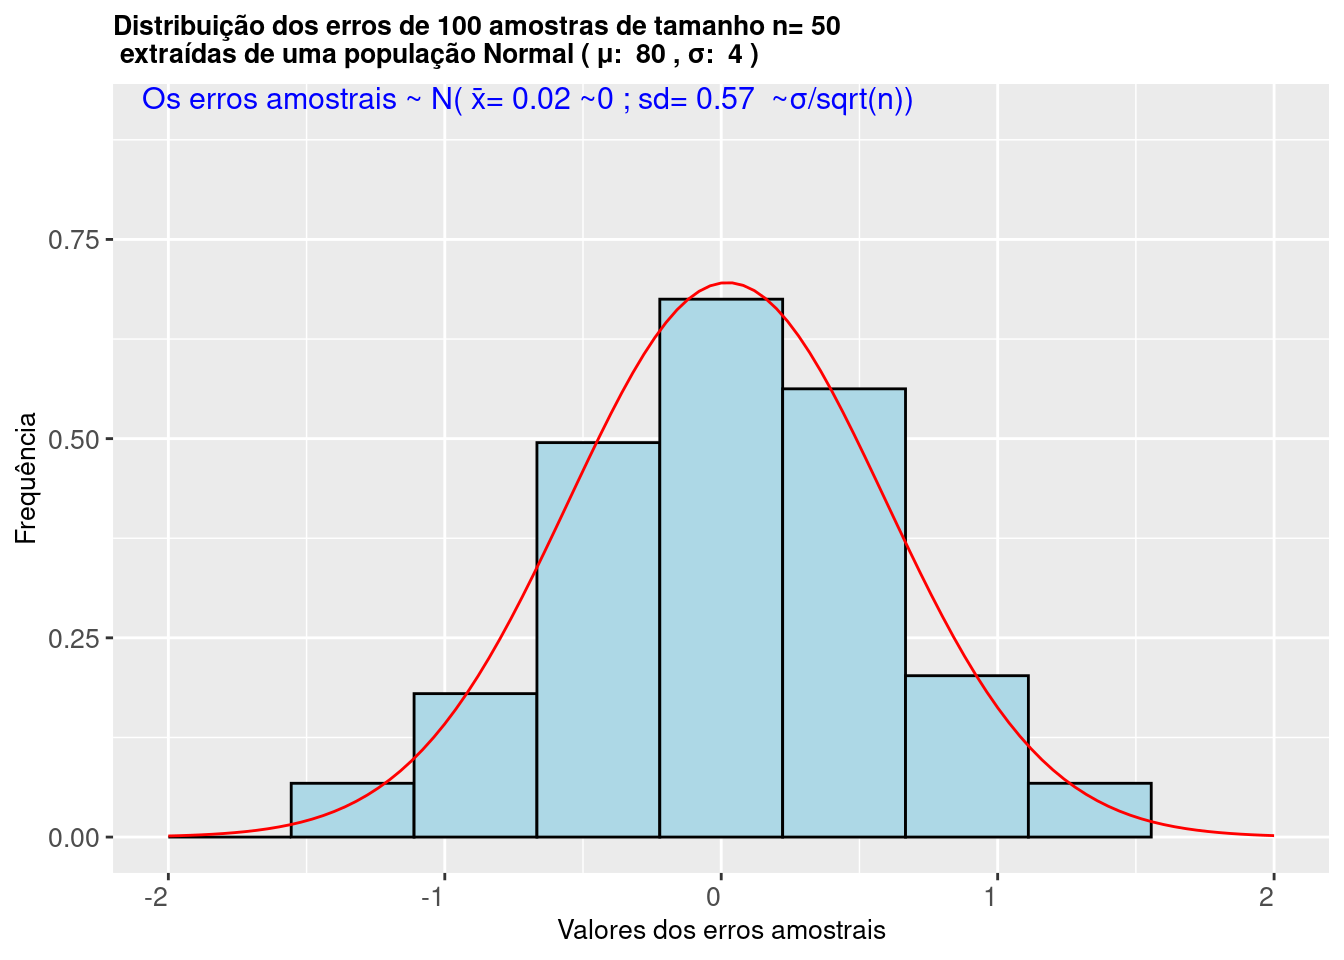 Distribuição dos erros de 100 amostras de tamanho n= 50
extraídas de uma população Normal ( μ:  80 , σ:  4 )
Os erros amostrais ~ N( x̄= 0.02 ~0 ; sd= 0.57  ~σ/sqrt(n))
Frequência
0.75
0.50
0.25
0.00
-2
-1
0
1
2
Valores dos erros amostrais